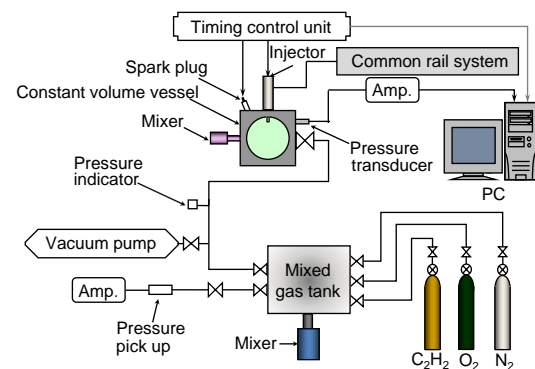 Timing control unit
Injector
Common rail system
Spark plug
Constant volume vessel
Amp.
Mixer
Pressure
transducer
Pressure
indicator
PC
Vacuum pump
Mixed
gas tank
Amp.
Pressure
pick up
Mixer
C2H2 O2 N2